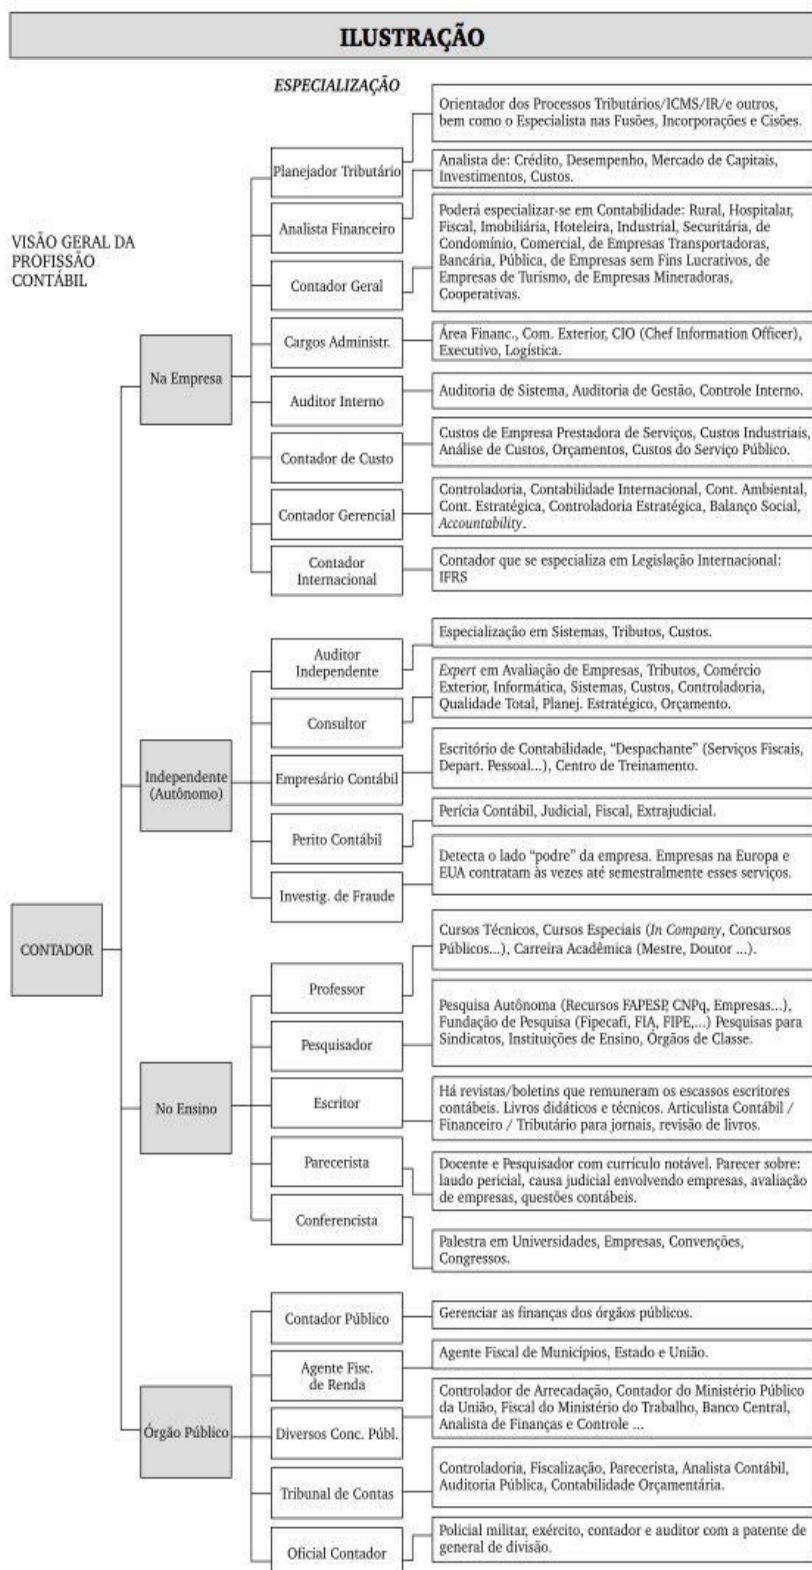 ILUSTRAÇÃO
ESPECIALIZAÇÃO
VISÃO GERAL DA
PROFISSÃO
CONTÁBIL
CONTADOR
Na Empresa
Planejador Tributário
Orientador dos Processos Tributários/ICMS/IR/e outros,
bem como o Especialista nas Fusões, Incorporações e Cisões.
Analista Financeiro
Analista de: Crédito, Desempenho, Mercado de Capitais,
Investimentos, Custos.
Contador Geral
Poderá especializar-se em Contabilidade: Rural, Hospitalar,
Fiscal, Imobiliária, Hoteleira, Industrial, Securitária, de
Condomínio, Comercial, de Empresas Transportadoras,
Bancária, Pública, de Empresas sem Fins Lucrativos, de
Empresas de Turismo, de Empresas Mineradoras,
Cooperativas.
Cargos Administr.
Área Financ., Com. Exterior, CIO (Chef Information Officer),
Executivo, Logística.
Auditor Interno
Auditoria de Sistema, Auditoria de Gestão, Controle Interno.
Contador de Custo
Custos de Empresa Prestadora de Serviços, Custos Industriais,
Análise de Custos, Orçamentos, Custos do Serviço Público.
Contador Gerencial
Controladoria, Contabilidade Internacional, Cont. Ambiental,
Cont. Estratégica, Controladoria Estratégica, Balanço Social,
Accountability.
Contador
Internacional
Contador que se especializa em Legislação Internacional:
IFRS
Independente
(Autônomo)
Auditor
Independente
Especialização em Sistemas, Tributos, Custos.
Consultor
Expert em Avaliação de Empresas, Tributos, Comércio
Exterior, Informática, Sistemas, Custos, Controladoria,
Qualidade Total, Planej. Estratégico, Orçamento.
Empresário Contábil
Escritório de Contabilidade, “Despachante” (Serviços Fiscais,
Depart. Pessoal...), Centro de Treinamento.
Perito Contábil
Perícia Contábil, Judicial, Fiscal, Extrajudicial.
Investig. de Fraude
Detecta o lado “podre” da empresa. Empresas na Europa e
EUA contratam às vezes até semestralmente esses serviços.
No Ensino
Professor
Cursos Técnicos, Cursos Especiais (In Company, Concursos
Públicos...), Carreira Acadêmica (Mestre, Doutor ...).
Pesquisador
Pesquisa Autônoma (Recursos FAPESP, CNPq, Empresas...),
Fundação de Pesquisa (Fipecafi, FIA, FIPE,...) Pesquisas para
Sindicatos, Instituições de Ensino, Órgãos de Classe.
Escritor
Há revistas/boletins que remuneram os escassos escritores
contábeis. Livros didáticos e técnicos. Articulista Contábil /
Financeiro / Tributário para jornais, revisão de livros.
Parecerista
Docente e Pesquisador com currículo notável. Parecer sobre:
laudo pericial, causa judicial envolvendo empresas, avaliação
de empresas, questões contábeis.
Conferencista
Palestra em Universidades, Empresas, Convenções,
Congressos.
Órgão Público
Contador Público
Gerenciar as finanças dos órgãos públicos.
Agente Fisc.
de Renda
Agente Fiscal de Municípios, Estado e União.
Diversos Conc. Públ.
Controlador de Arrecadação, Contador do Ministério Público
da União, Fiscal do Ministério do Trabalho, Banco Central,
Analista de Finanças e Controle ...
Tribunal de Contas
Controladoria, Fiscalização, Parecerista, Analista Contábil,
Auditoria Pública, Contabilidade Orçamentária.
Oficial Contador
Policial militar, exército, contador e auditor com a patente de
general de divisão.